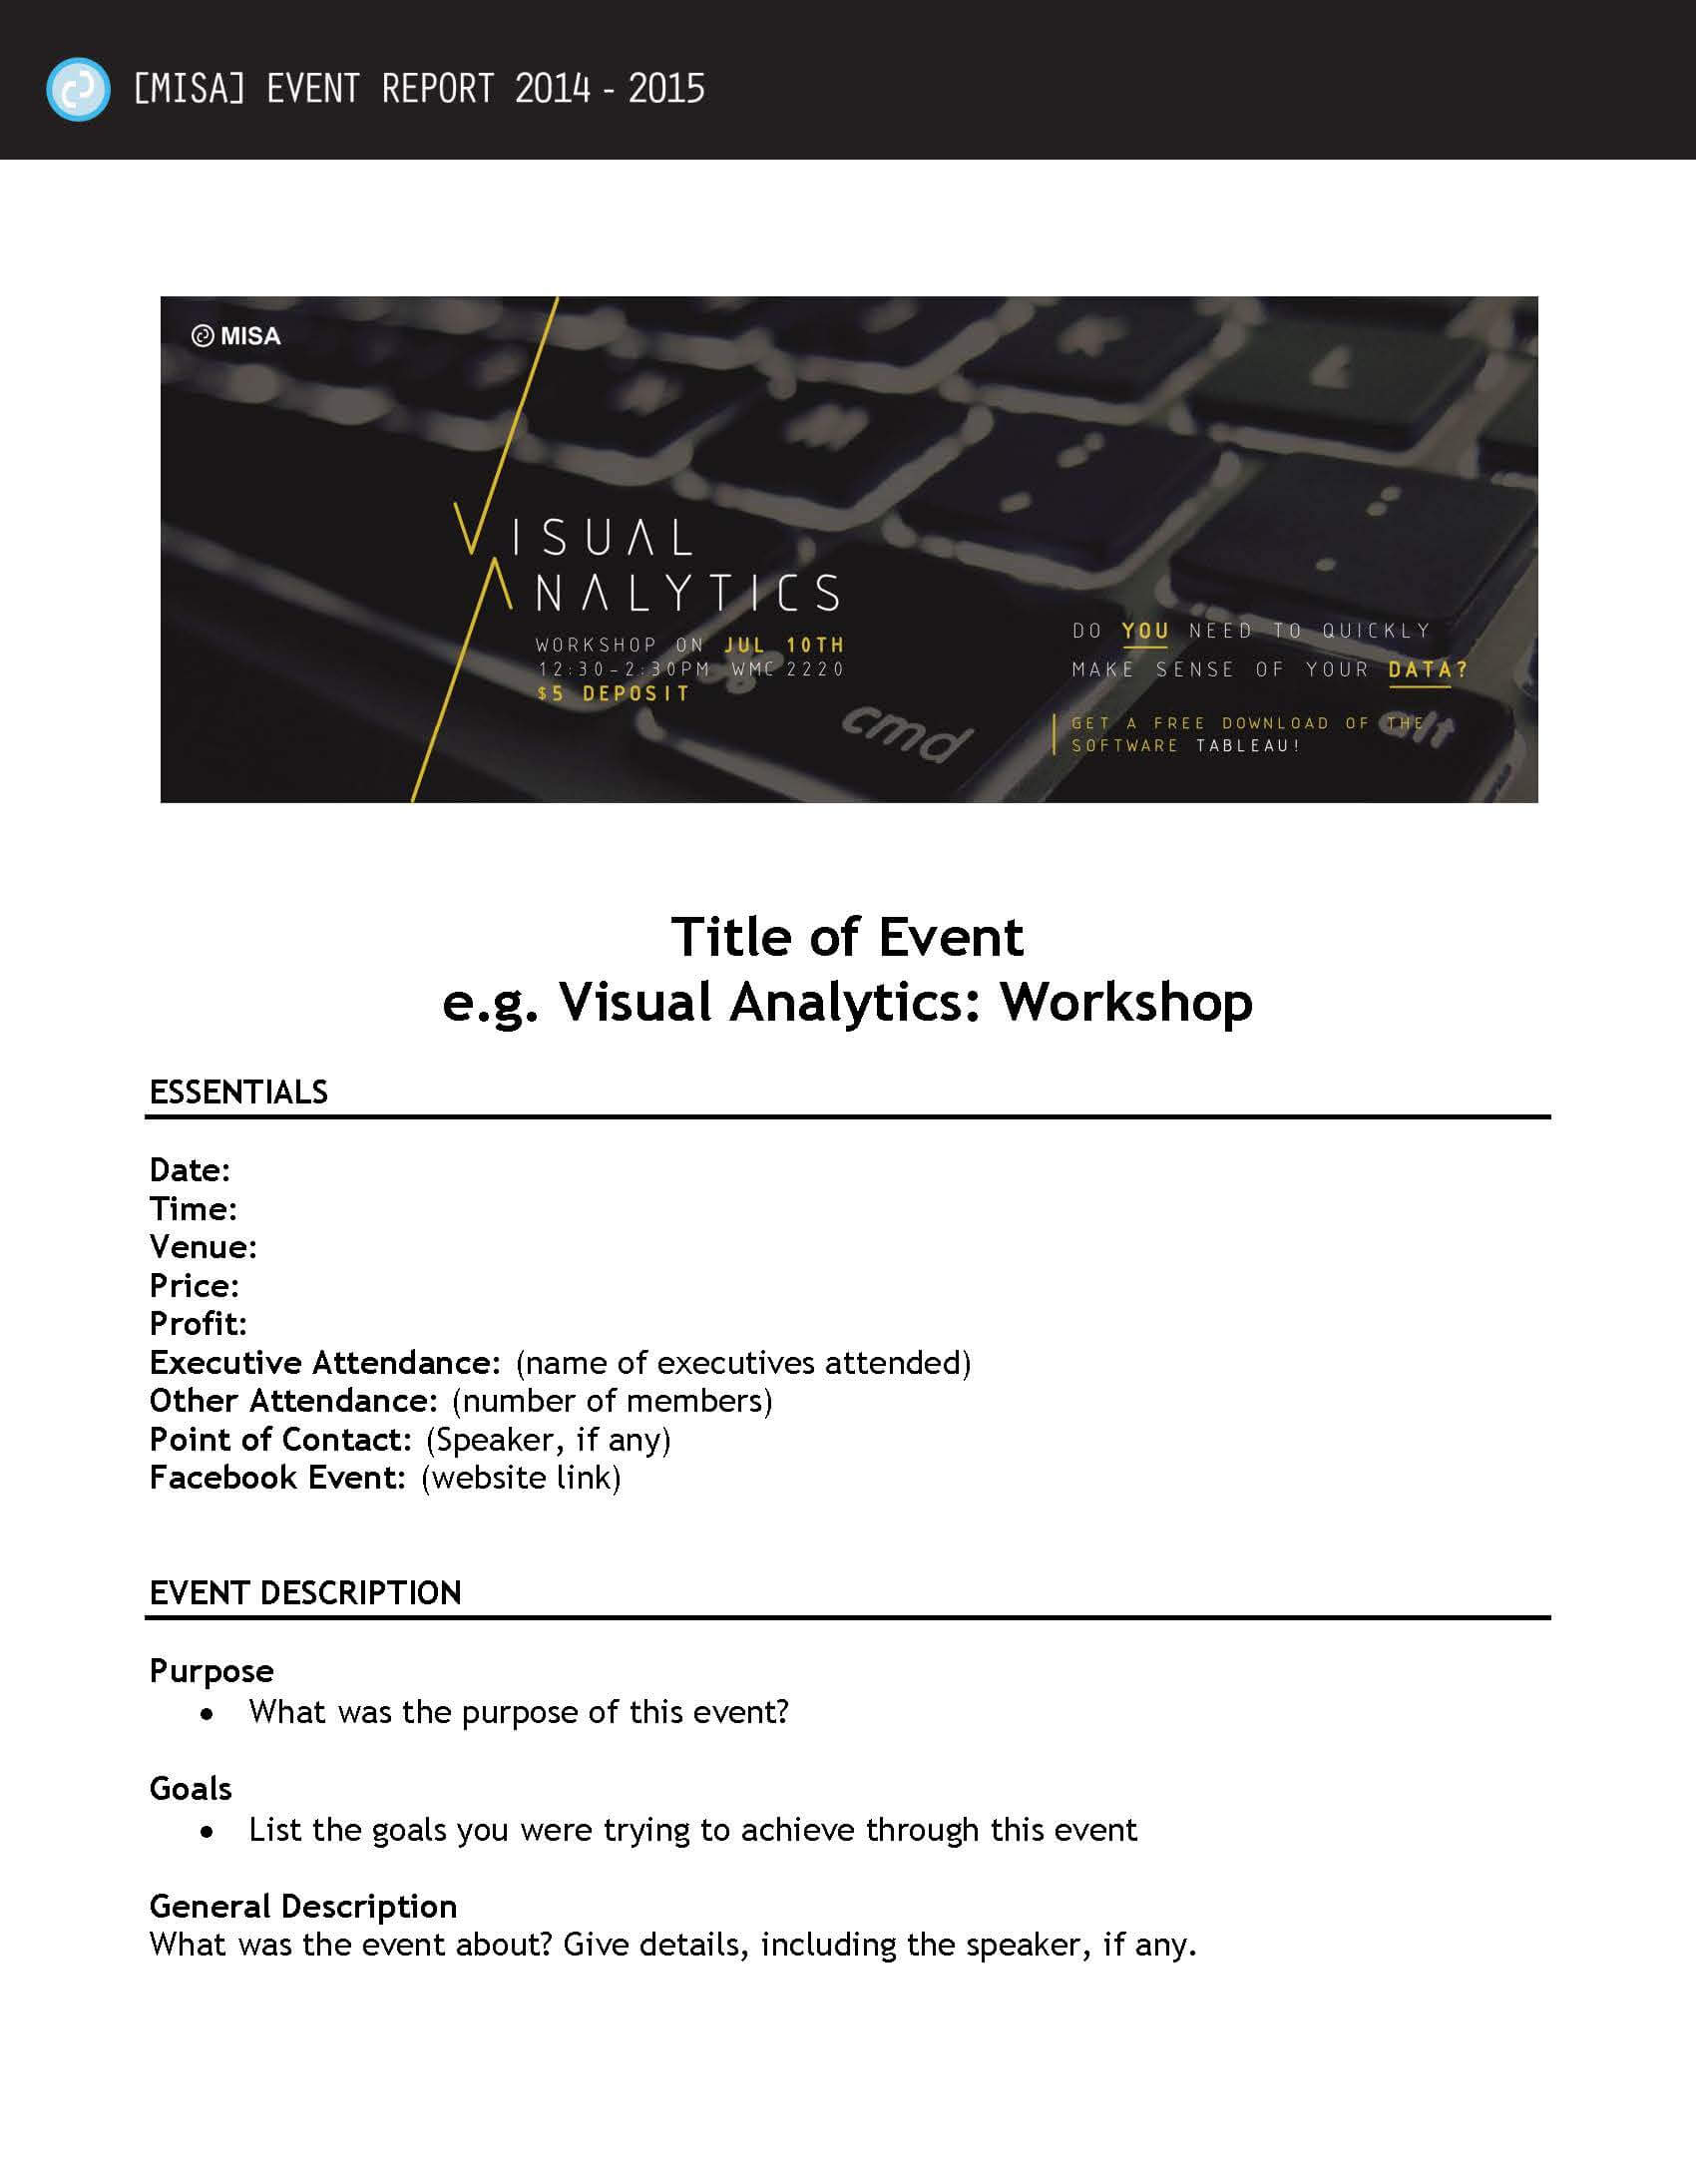 [MISA] EVENT REPORT 2014 - 2015
MISA
VISUAL
ANALYTICS
WORKSHOP ON JUL 10TH
12:30-2:30PM WMC 2220
$5 DEPOSIT
DO YOU NEED TO QUICKLY
MAKE SENSE OF YOUR DATA?
GET A FREE DOWNLOAD OF THE
SOFTWARE TABLEAU!
cmd
alt
Title of Event
e.g. Visual Analytics: Workshop
ESSENTIALS
Date:
Time:
Venue:
Price:
Profit:
Executive Attendance: (name of executives attended)
Other Attendance: (number of members)
Point of Contact: (Speaker, if any)
Facebook Event: (website link)
EVENT DESCRIPTION
Purpose
• What was the purpose of this event?
Goals
• List the goals you were trying to achieve through this event
General Description
What was the event about? Give details, including the speaker, if any.